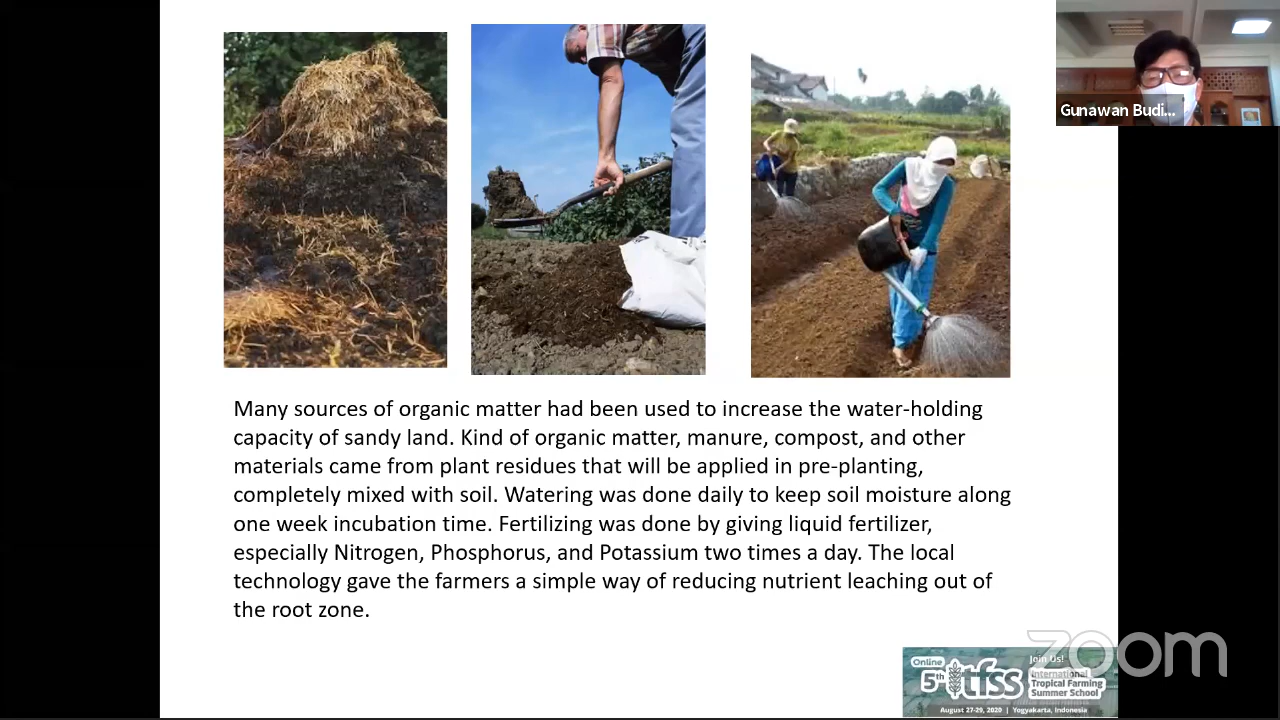 Gunawan Budi...
Many sources of organic matter had been used to increase the water-holding
capacity of sandy land. Kind of organic matter, manure, compost, and other
materials came from plant residues that will be applied in pre-planting,
completely mixed with soil. Watering was done daily to keep soil moisture along
one week incubation time. Fertilizing was done by giving liquid fertilizer,
especially Nitrogen, Phosphorus, and Potassium two times a day. The local
technology gave the farmers a simple way of reducing nutrient leaching out of
the root zone.
zoom
Online
5th
itfss
Join Us!
International
Tropical Farming
Summer School
August 27-29, 2020 | Yogyakarta, Indonesia